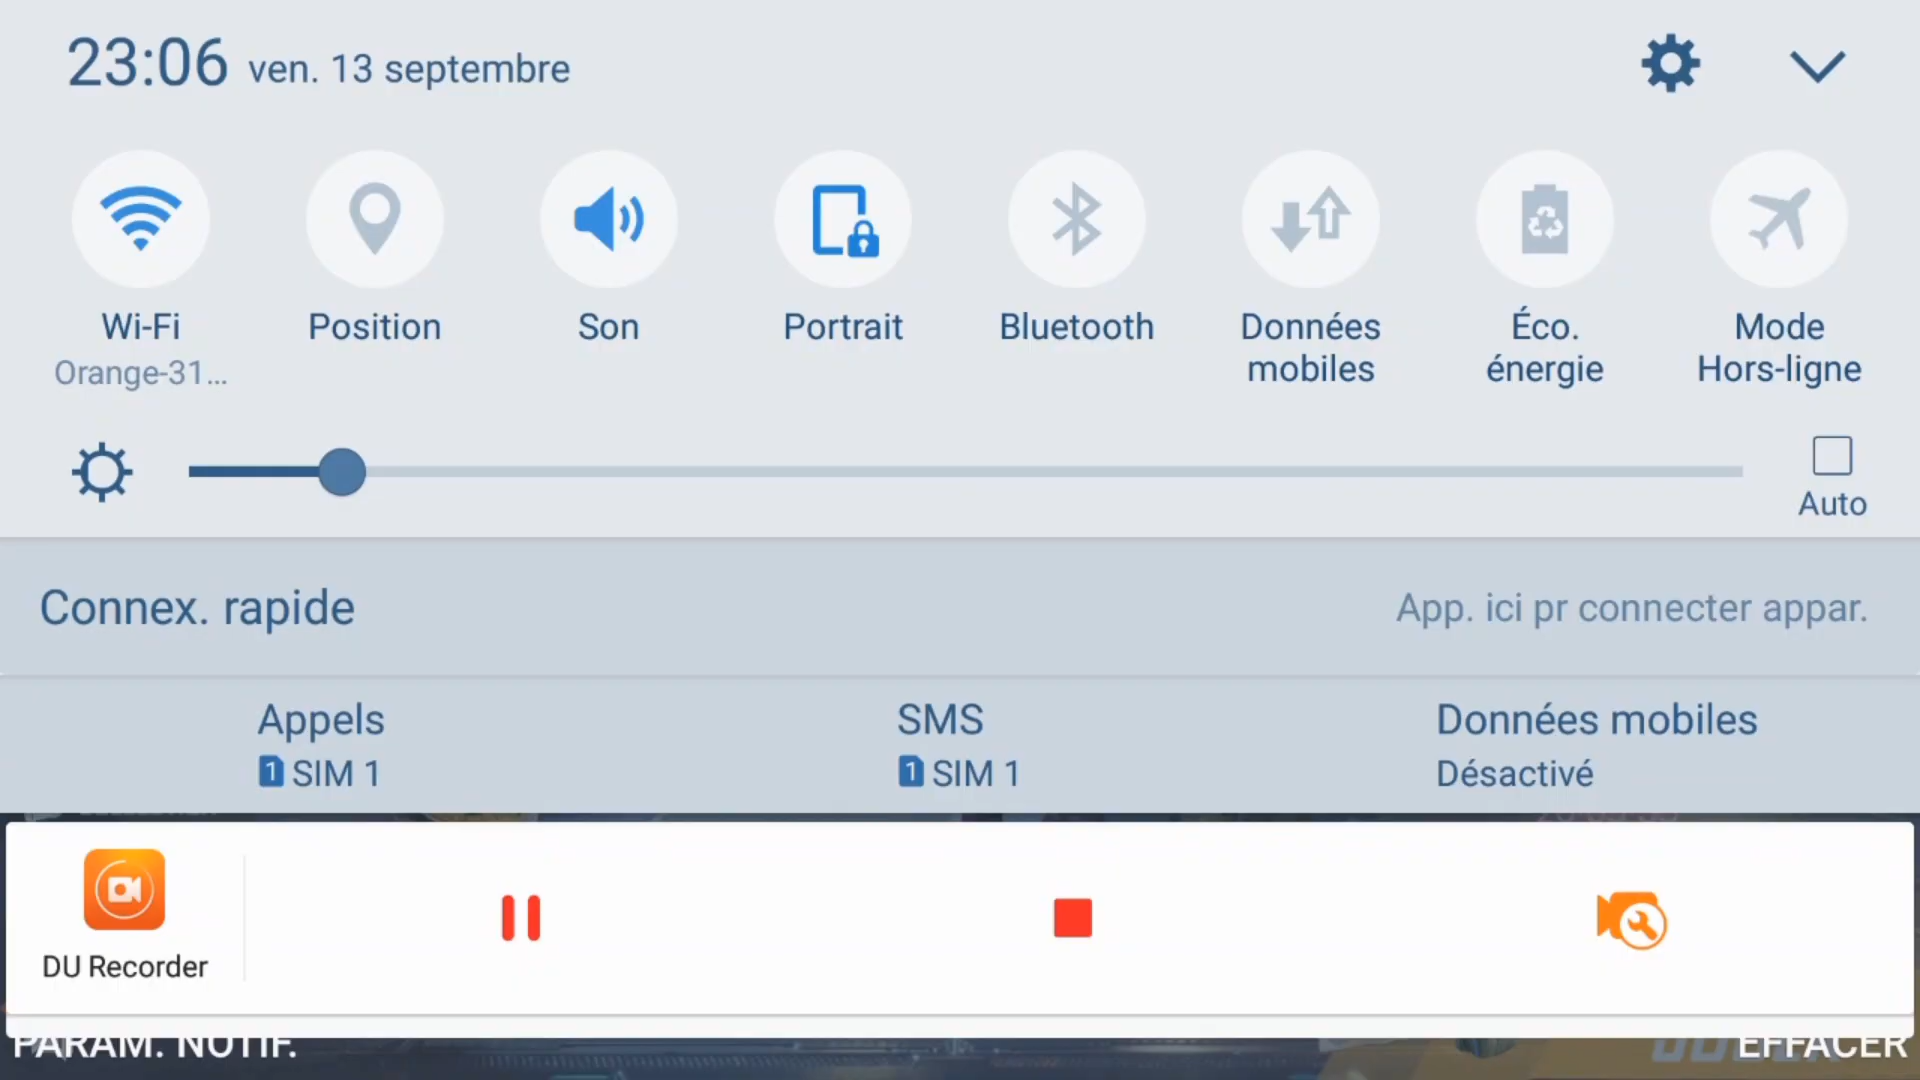 23:06 ven. 13 septembre
Wi-Fi
Orange-31...
Position
Son
Portrait
Bluetooth
Données
mobiles
Éco.
énergie
Mode
Hors-ligne
Auto
Connex. rapide
App. ici pr connecter appar.
Appels
1 SIM 1
SMS
1 SIM 1
Données mobiles
Désactivé
DU Recorder
PARAM. NOTIF.
EFFACER